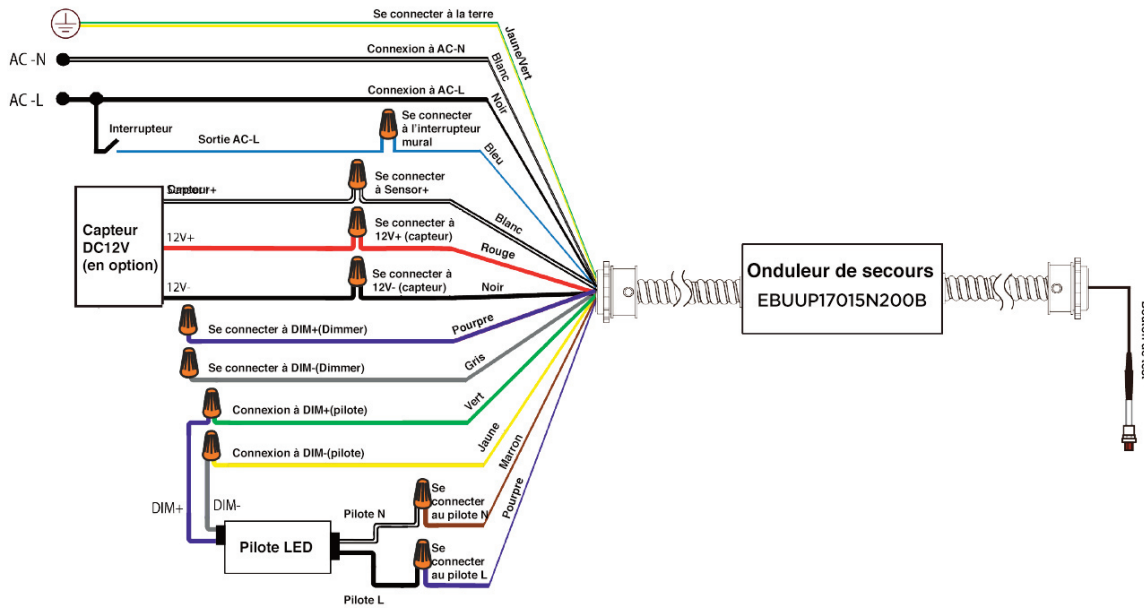 Se connecter à la terre
Jaune/Vert
AC-N
Connexion à AC-N
Blanc
AC-L
Connexion à AC-L
Noir
Interrupteur
Sortie AC-L
Se connecter
à l'interrupteur
mural
Bleu
Capteur
DC12V
(en option)
Se connecter
à Sensor+
Blanc
12V+
Se connecter à
12V+ (capteur)
Rouge
12V-
Se connecter à
12V- (capteur)
Noir
Se connecter à DIM+(Dimmer)
Pourpre
Se connecter à DIM-(Dimmer)
Gris
Connexion à DIM+(pilote)
Vert
Connexion à DIM-(pilote)
Jaune
Marron
Pourpre
DIM+
DIM-
Pilote LED
Pilote N
Se
connecter
au pilote N
Pilote L
Se
connecter
au pilote L
Onduleur de secours
EBUUP17015N200B